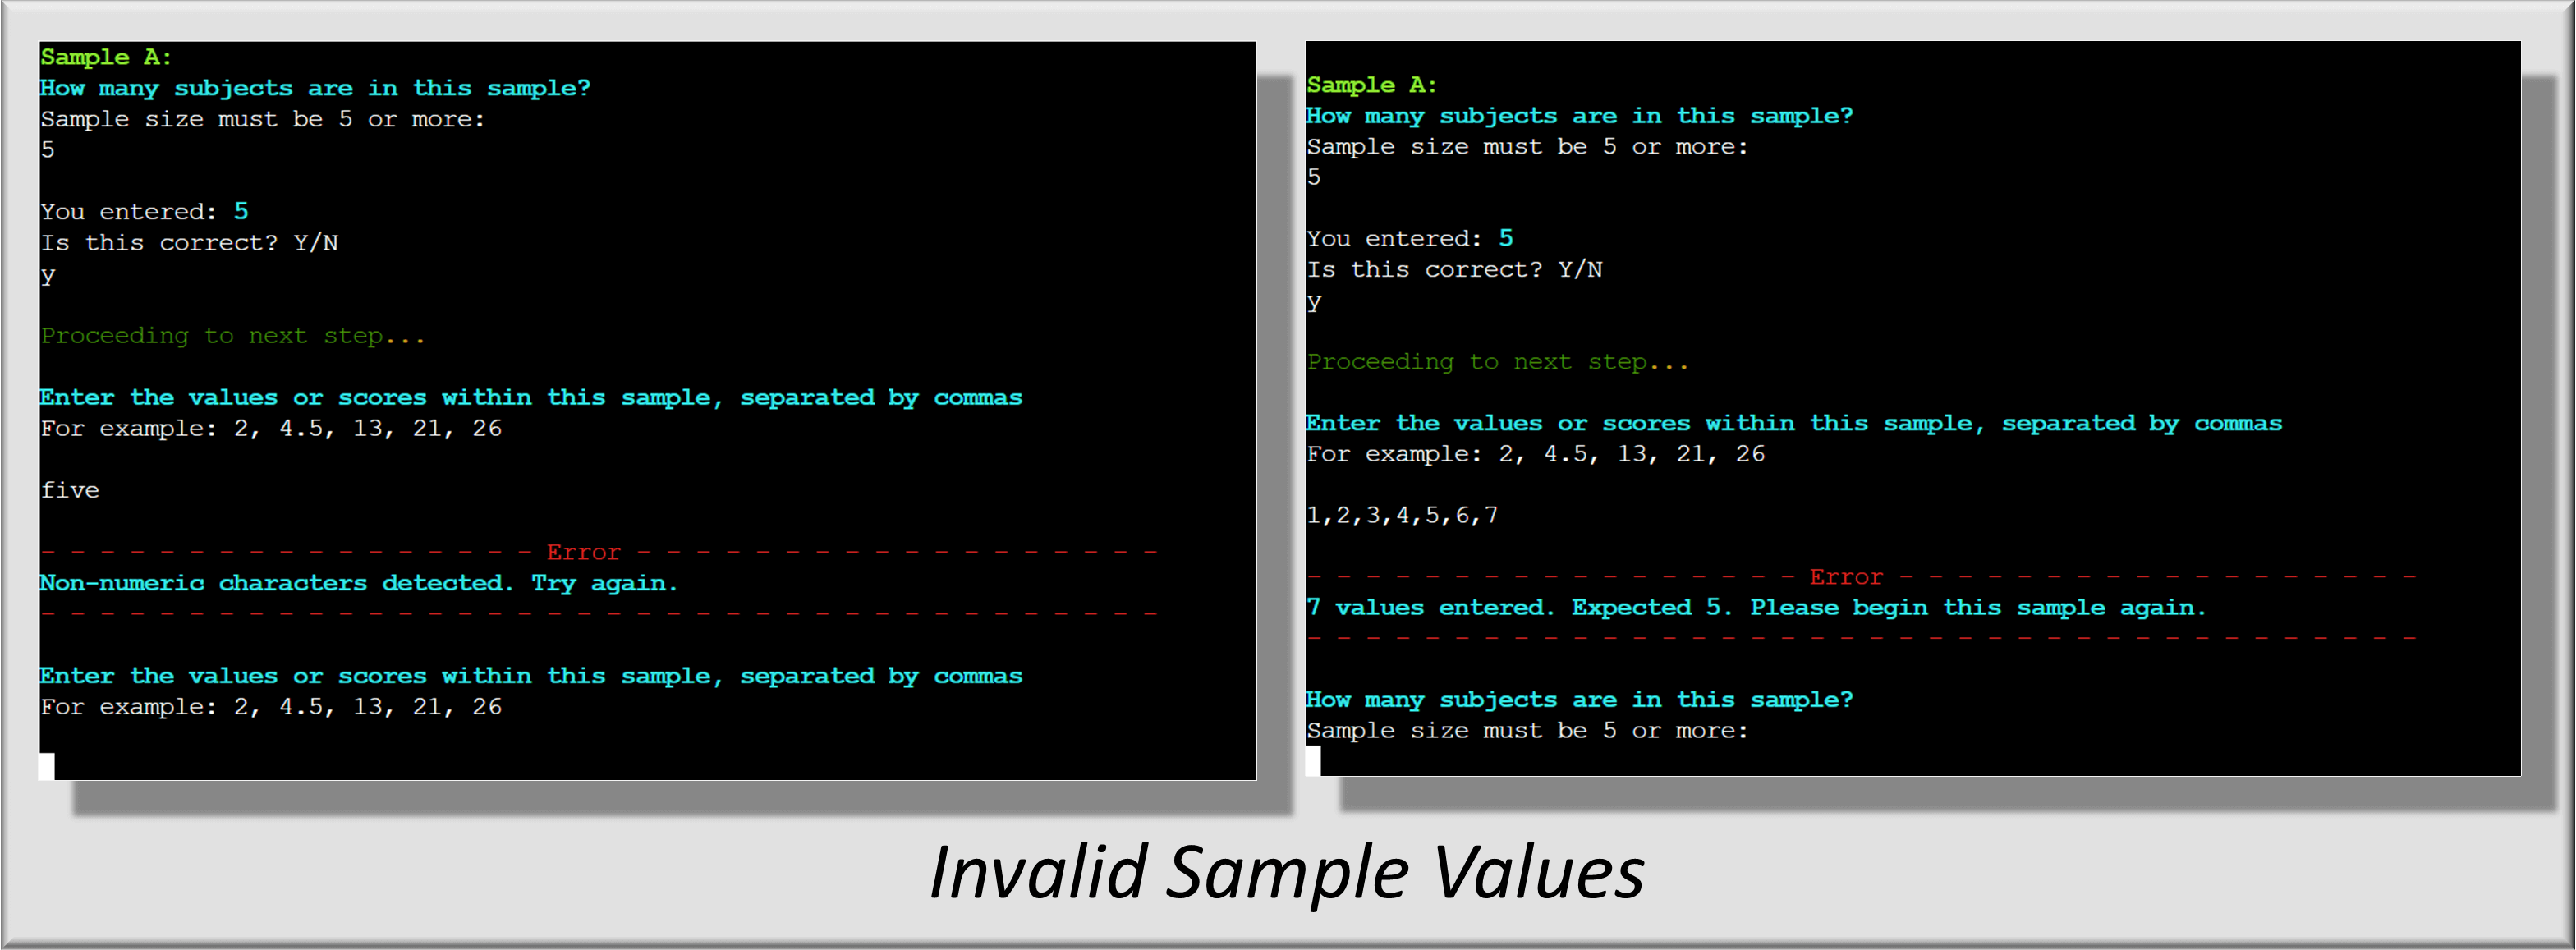 Sample A:
How many subjects are in this sample?
Sample size must be 5 or more:
5
You entered: 5
Is this correct? Y/N
y
Proceeding to next step...
Enter the values or scores within this sample, separated by commas
For example: 2, 4.5, 13, 21, 26
five
- - - - - - - - - - - - - - - - - Error - - - - - - - - - - - - - - - - - -
Non-numeric characters detected. Try again.
- - - - - - - - - - - - - - - - - - - - - - - - - - - - - - - - - - - - - -
Enter the values or scores within this sample, separated by commas
For example: 2, 4.5, 13, 21, 26
Sample A:
How many subjects are in this sample?
Sample size must be 5 or more:
5
You entered: 5
Is this correct? Y/N
y
Proceeding to next step...
Enter the values or scores within this sample, separated by commas
For example: 2, 4.5, 13, 21, 26
1,2,3,4,5,6,7
- - - - - - - - - - - - - - - - - Error - - - - - - - - - - - - - - - - - -
7 values entered. Expected 5. Please begin this sample again.
- - - - - - - - - - - - - - - - - - - - - - - - - - - - - - - - - - - - - -
How many subjects are in this sample?
Sample size must be 5 or more:
Invalid Sample Values